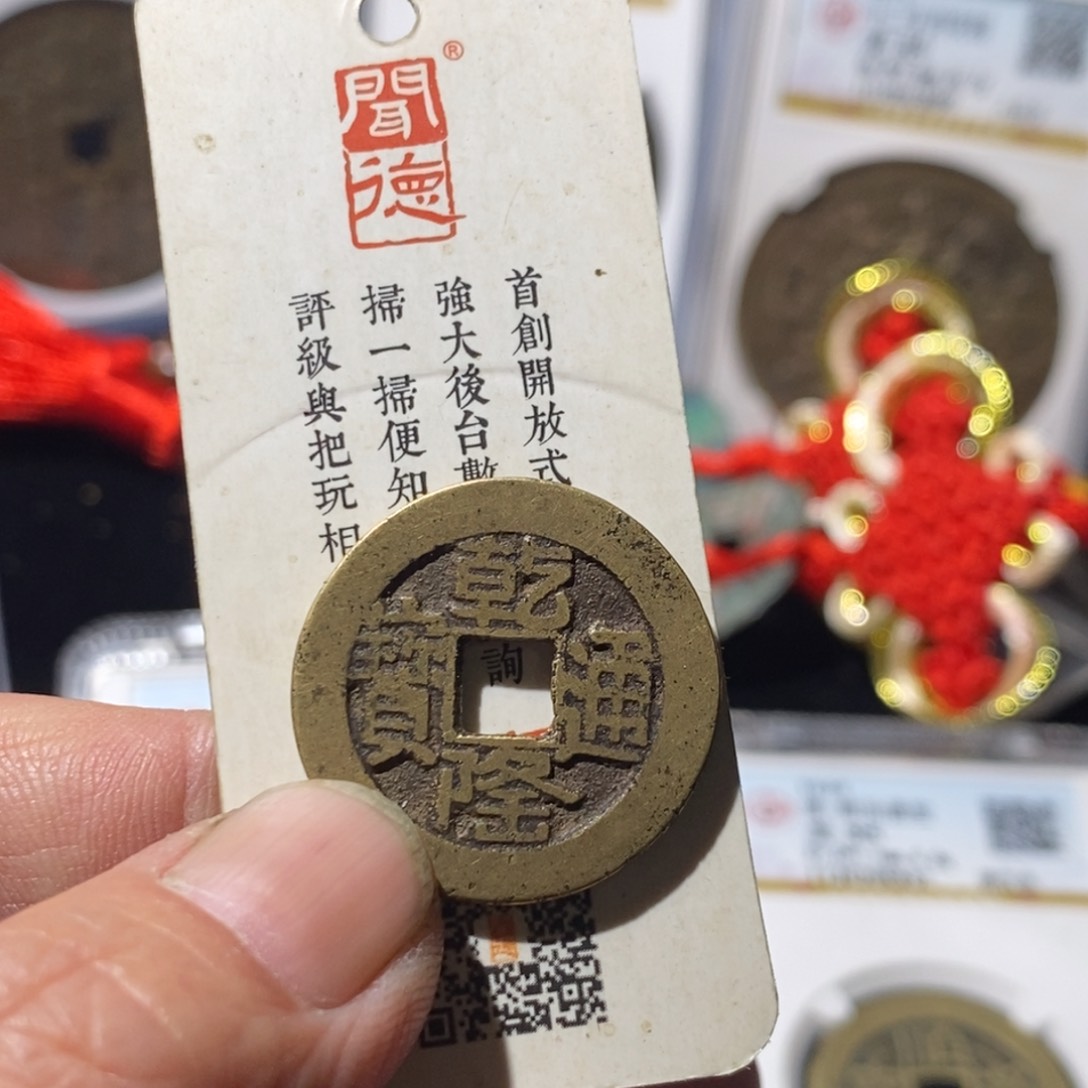 聞德®
首創開放式
強大後台數
掃一掃便知
評級與把玩相
詢
乾隆通寶